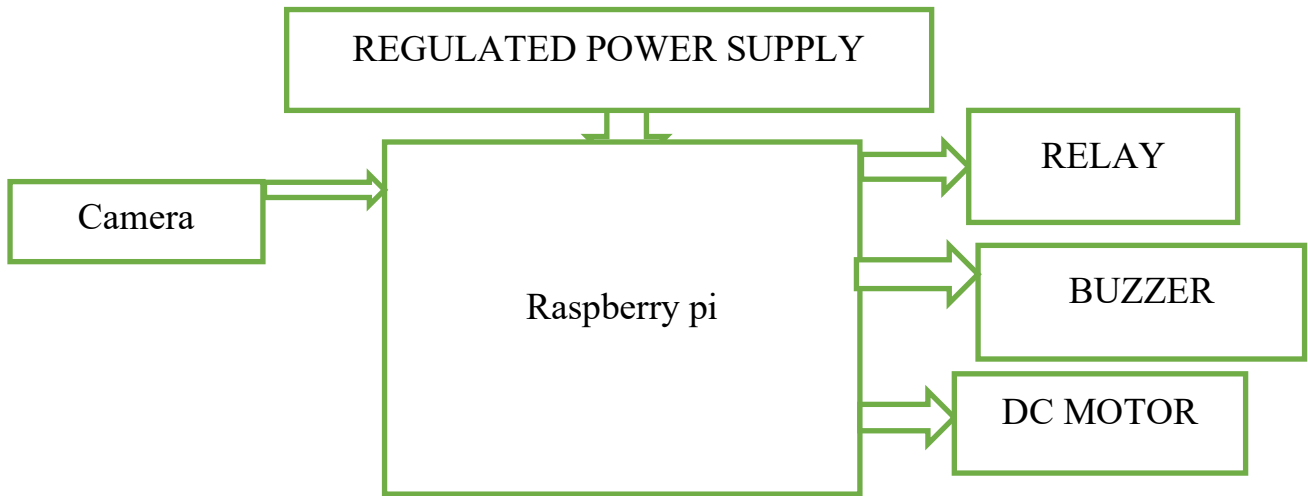 REGULATED POWER SUPPLY
RELAY
Camera
BUZZER
Raspberry pi
DC MOTOR